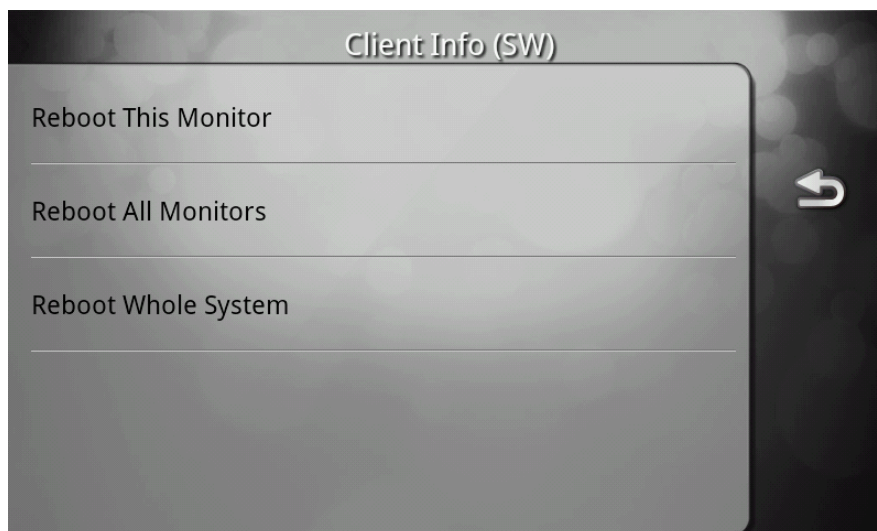 Client Info (SW)
Reboot This Monitor
Reboot All Monitors
Reboot Whole System